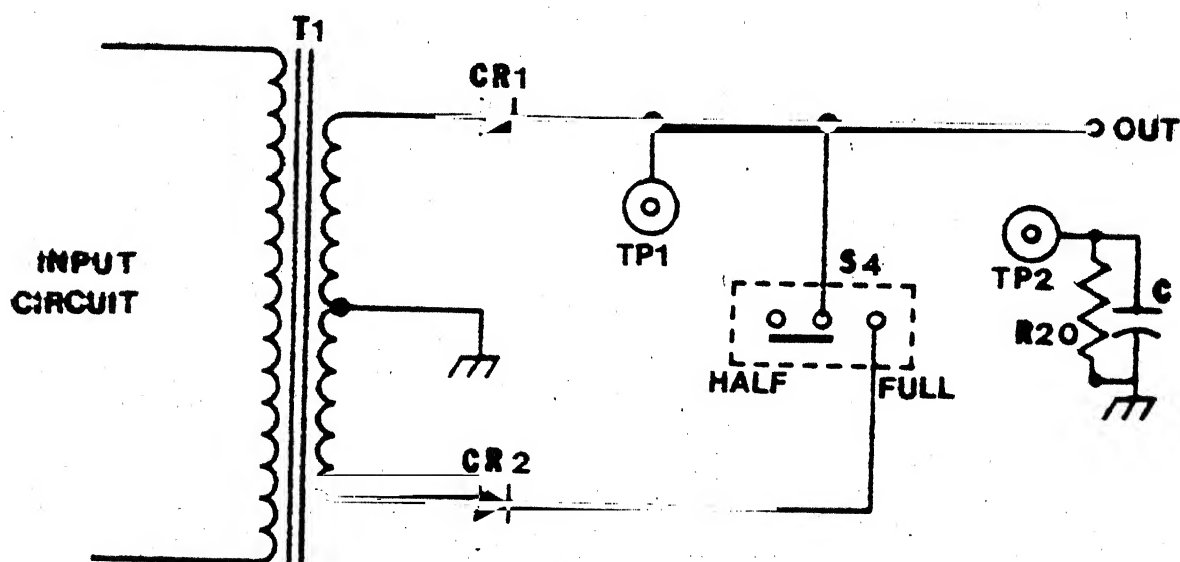 T1
CR1
OUT
TP1
S4
TP2
C
R20
INPUT
CIRCUIT
HALF
FULL
CR2